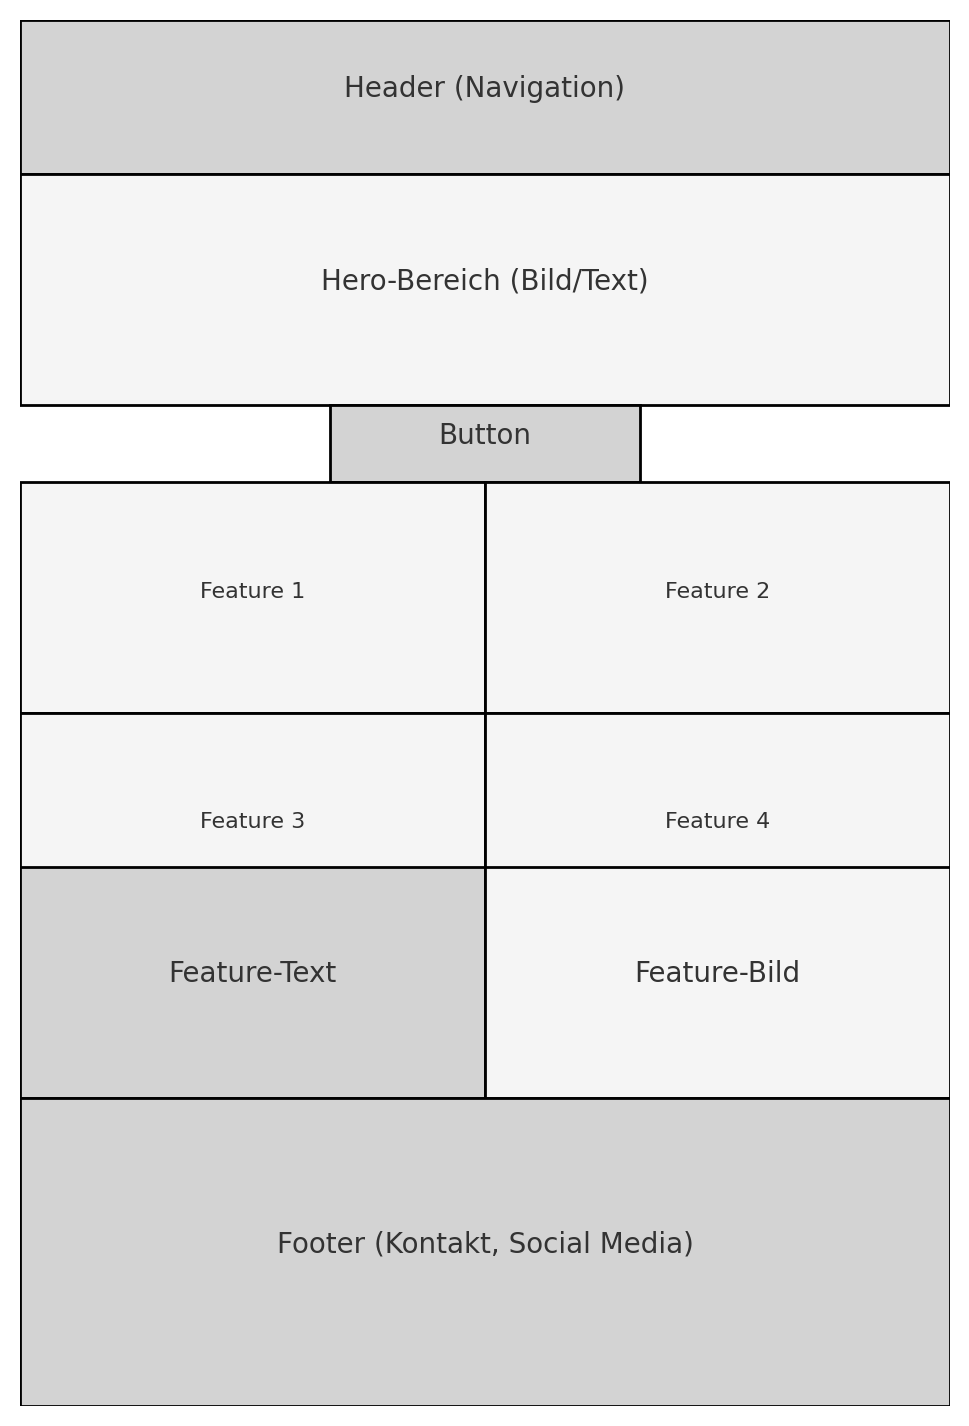 Header (Navigation)
Hero-Bereich (Bild/Text)
Button
Feature 1
Feature 2
Feature 3
Feature 4
Feature-Text
Feature-Bild
Footer (Kontakt, Social Media)